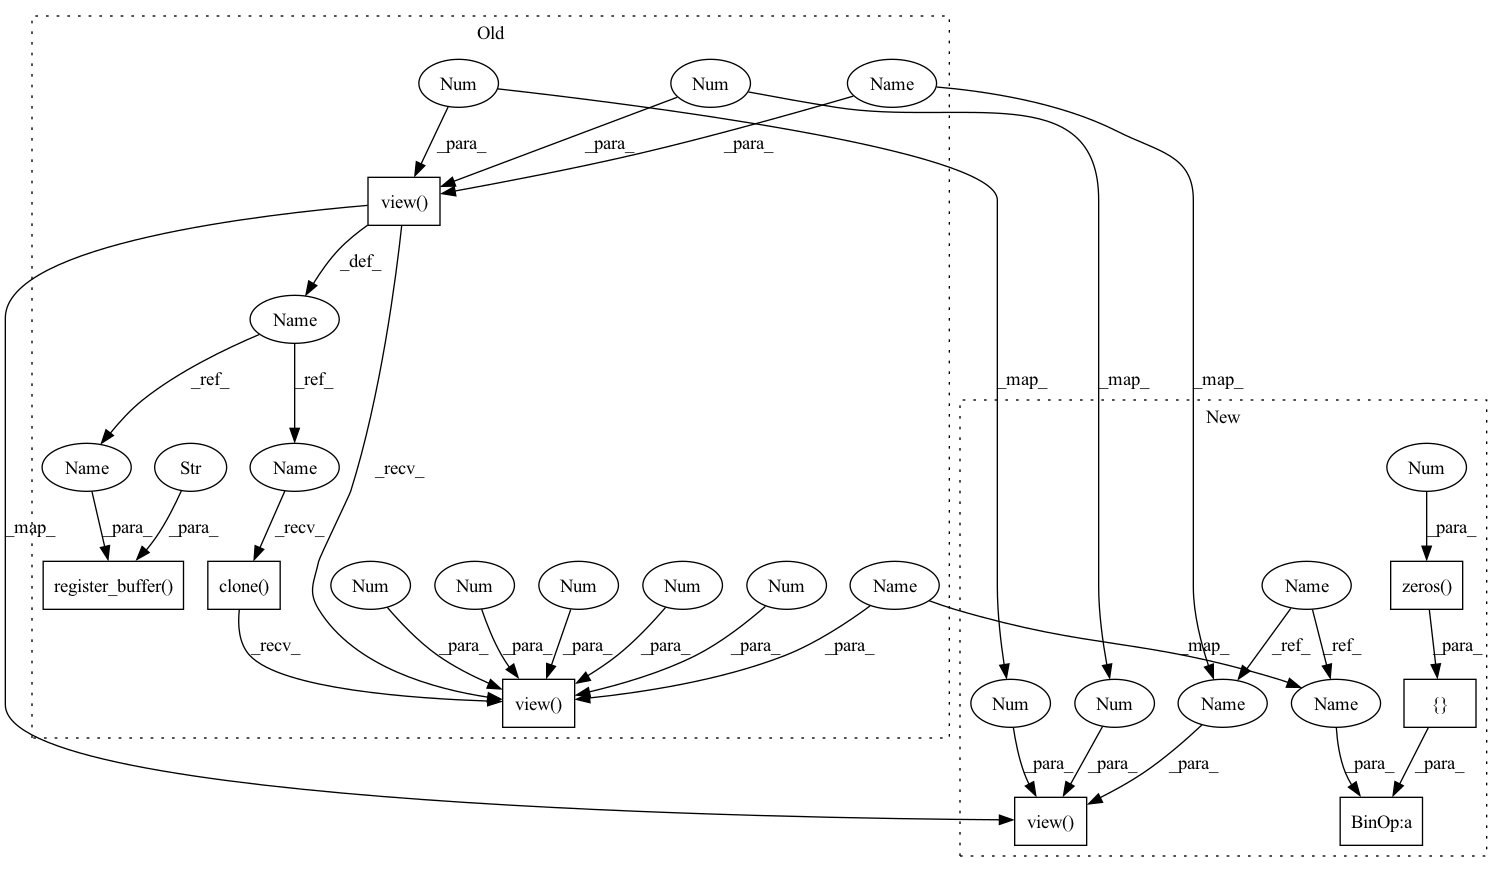 Old
Num
Num
Name
_para_
_para_
_para_
view()
_def_
Name
_ref_
_ref_
_map_
_map_
_map_
New
Name
Str
Name
_recv_
Num
_map_
_para_
_para_
_recv_
_para_
register_buffer()
clone()
Num
Num
Num
Num
Num
Name
Name
zeros()
_recv_
_para_
_para_
_para_
_para_
_para_
_para_
_map_
_ref_
_ref_
_para_
view()
Num
Num
Name
Name
{}
_para_
_para_
_para_
_para_
_para_
view()
BinOp:a